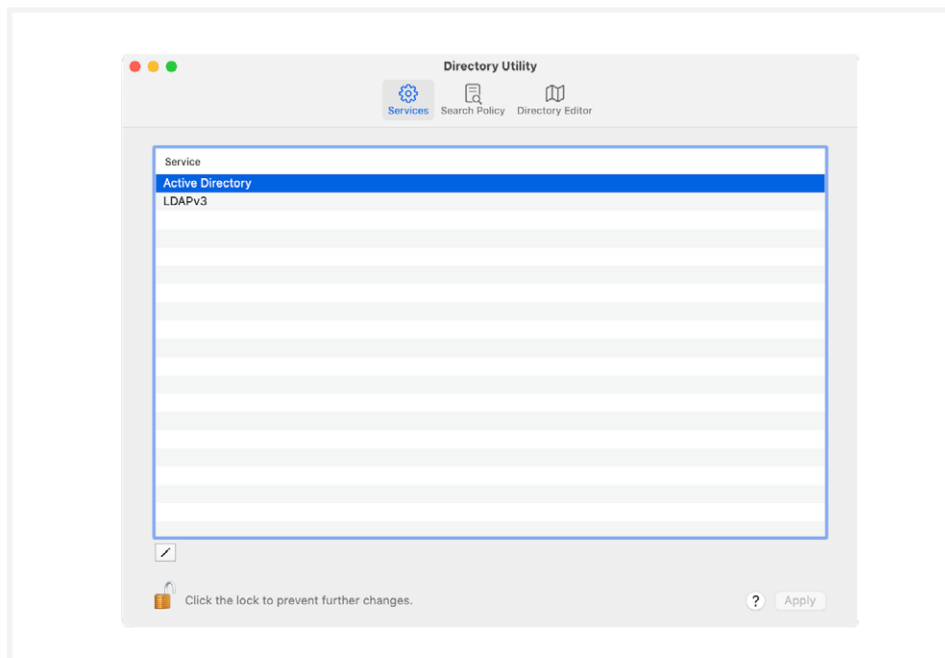 Directory Utility
Services Search Policy Directory Editor
Service
Active Directory
LDAPv3
Click the lock to prevent further changes.
? Apply